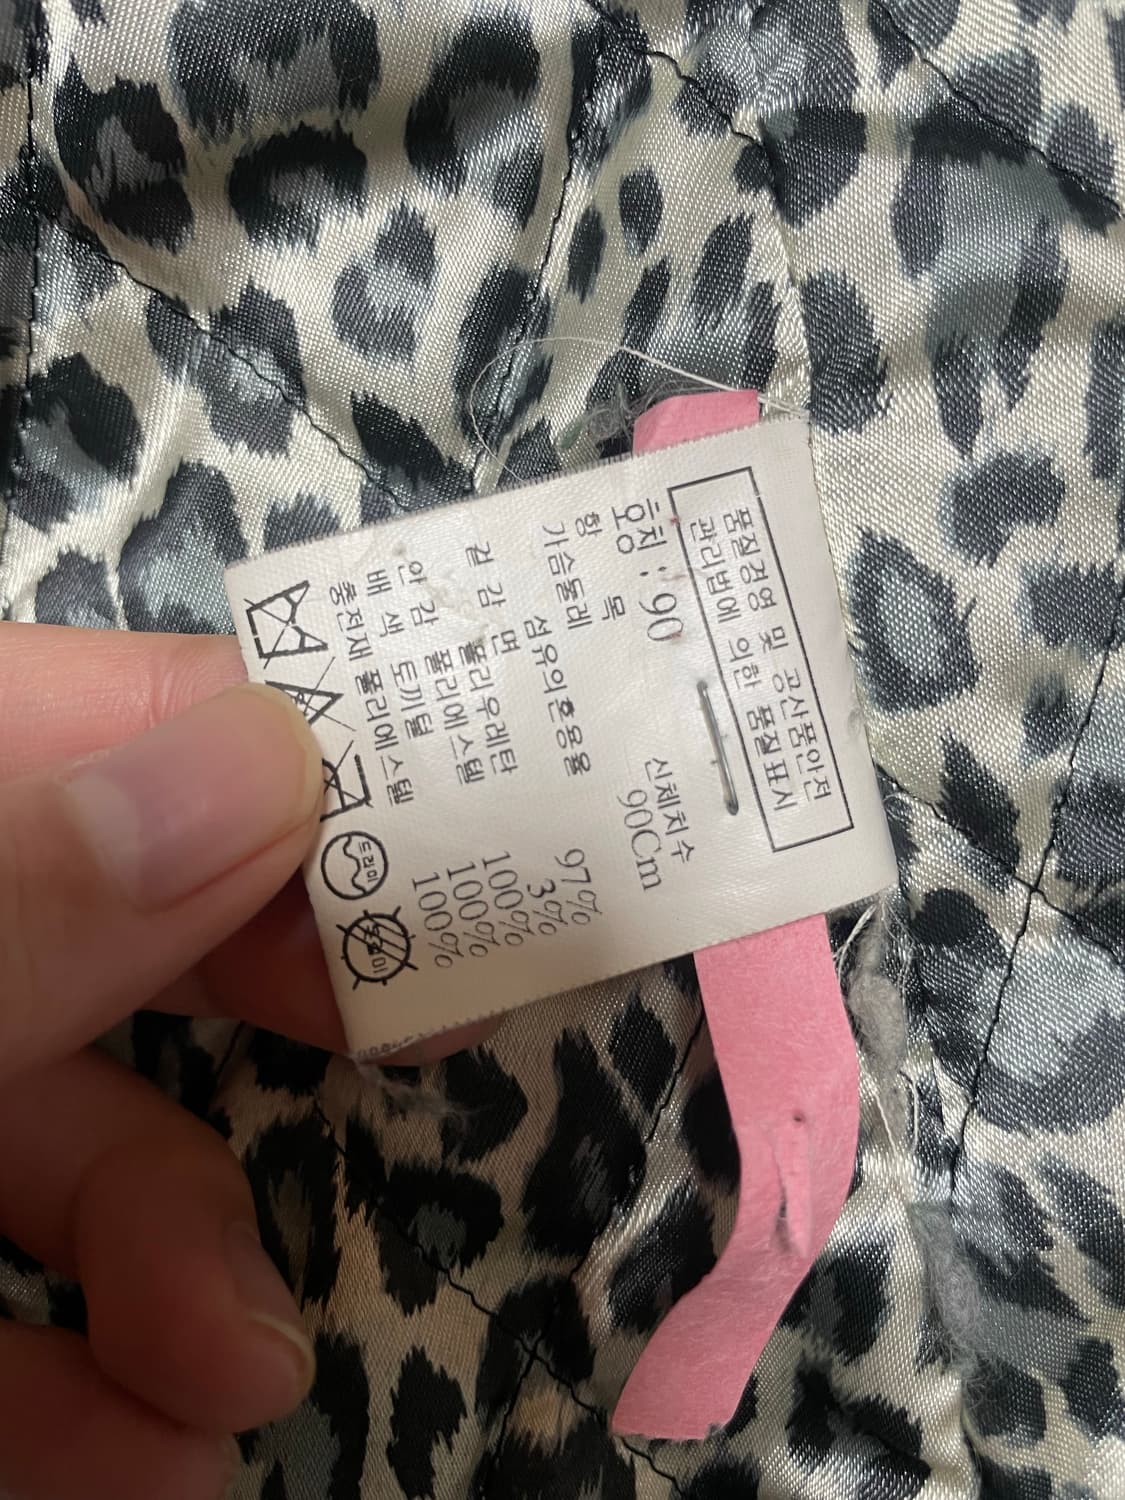 품질경영 및 공산품안전
관리법에 의한 품질표시
호칭 : 90
항 목 신체치수
가슴둘레 90Cm
섬유의혼용율
겉 감 면 97%
폴리우레탄 3%
안 감 폴리에스텔 100%
배 색 토끼털 100%
충전재 폴리에스텔 100%